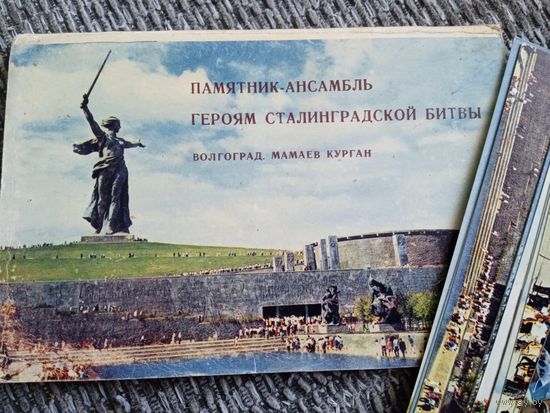 ПАМЯТНИК-АНСАМБЛЬ
ГЕРОЯМ СТАЛИНГРАДСКОЙ БИТВЫ
ВОЛГОГРАД. МАМАЕВ КУРГАН